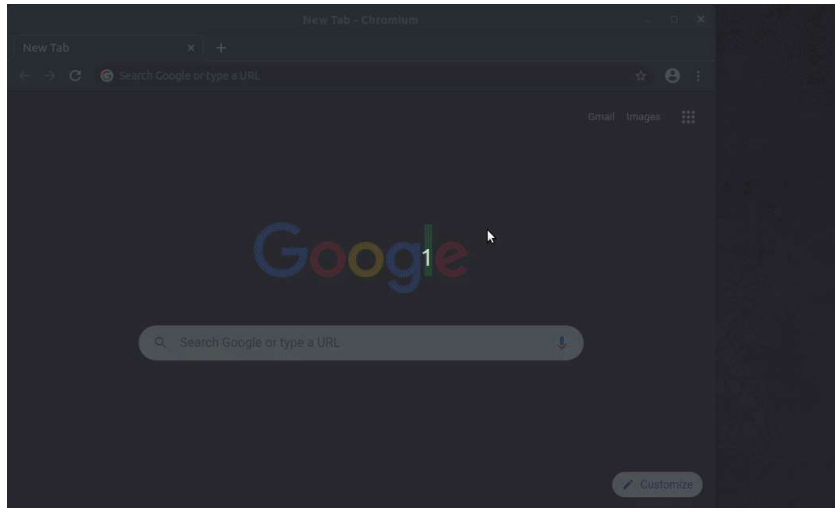 New Tab - Chromium
New Tab
Search Google or type a URL
Gmail Images
Google
1
Search Google or type a URL
Customize